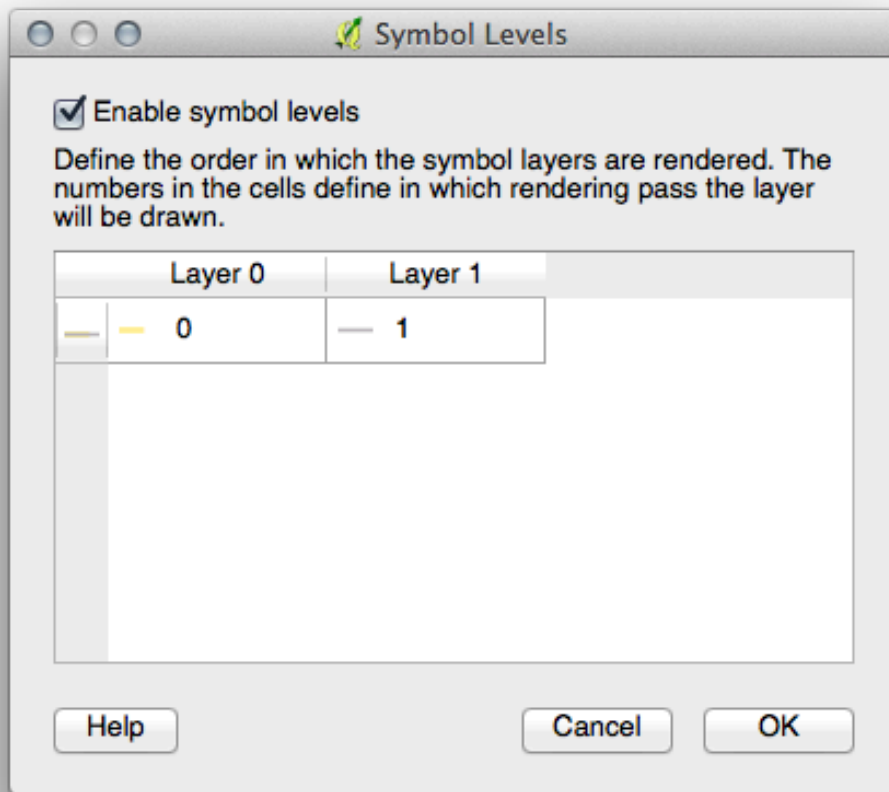 Symbol Levels
Enable symbol levels
Define the order in which the symbol layers are rendered. The
numbers in the cells define in which rendering pass the layer
will be drawn.
Layer 0 Layer 1
0 1
Help Cancel OK